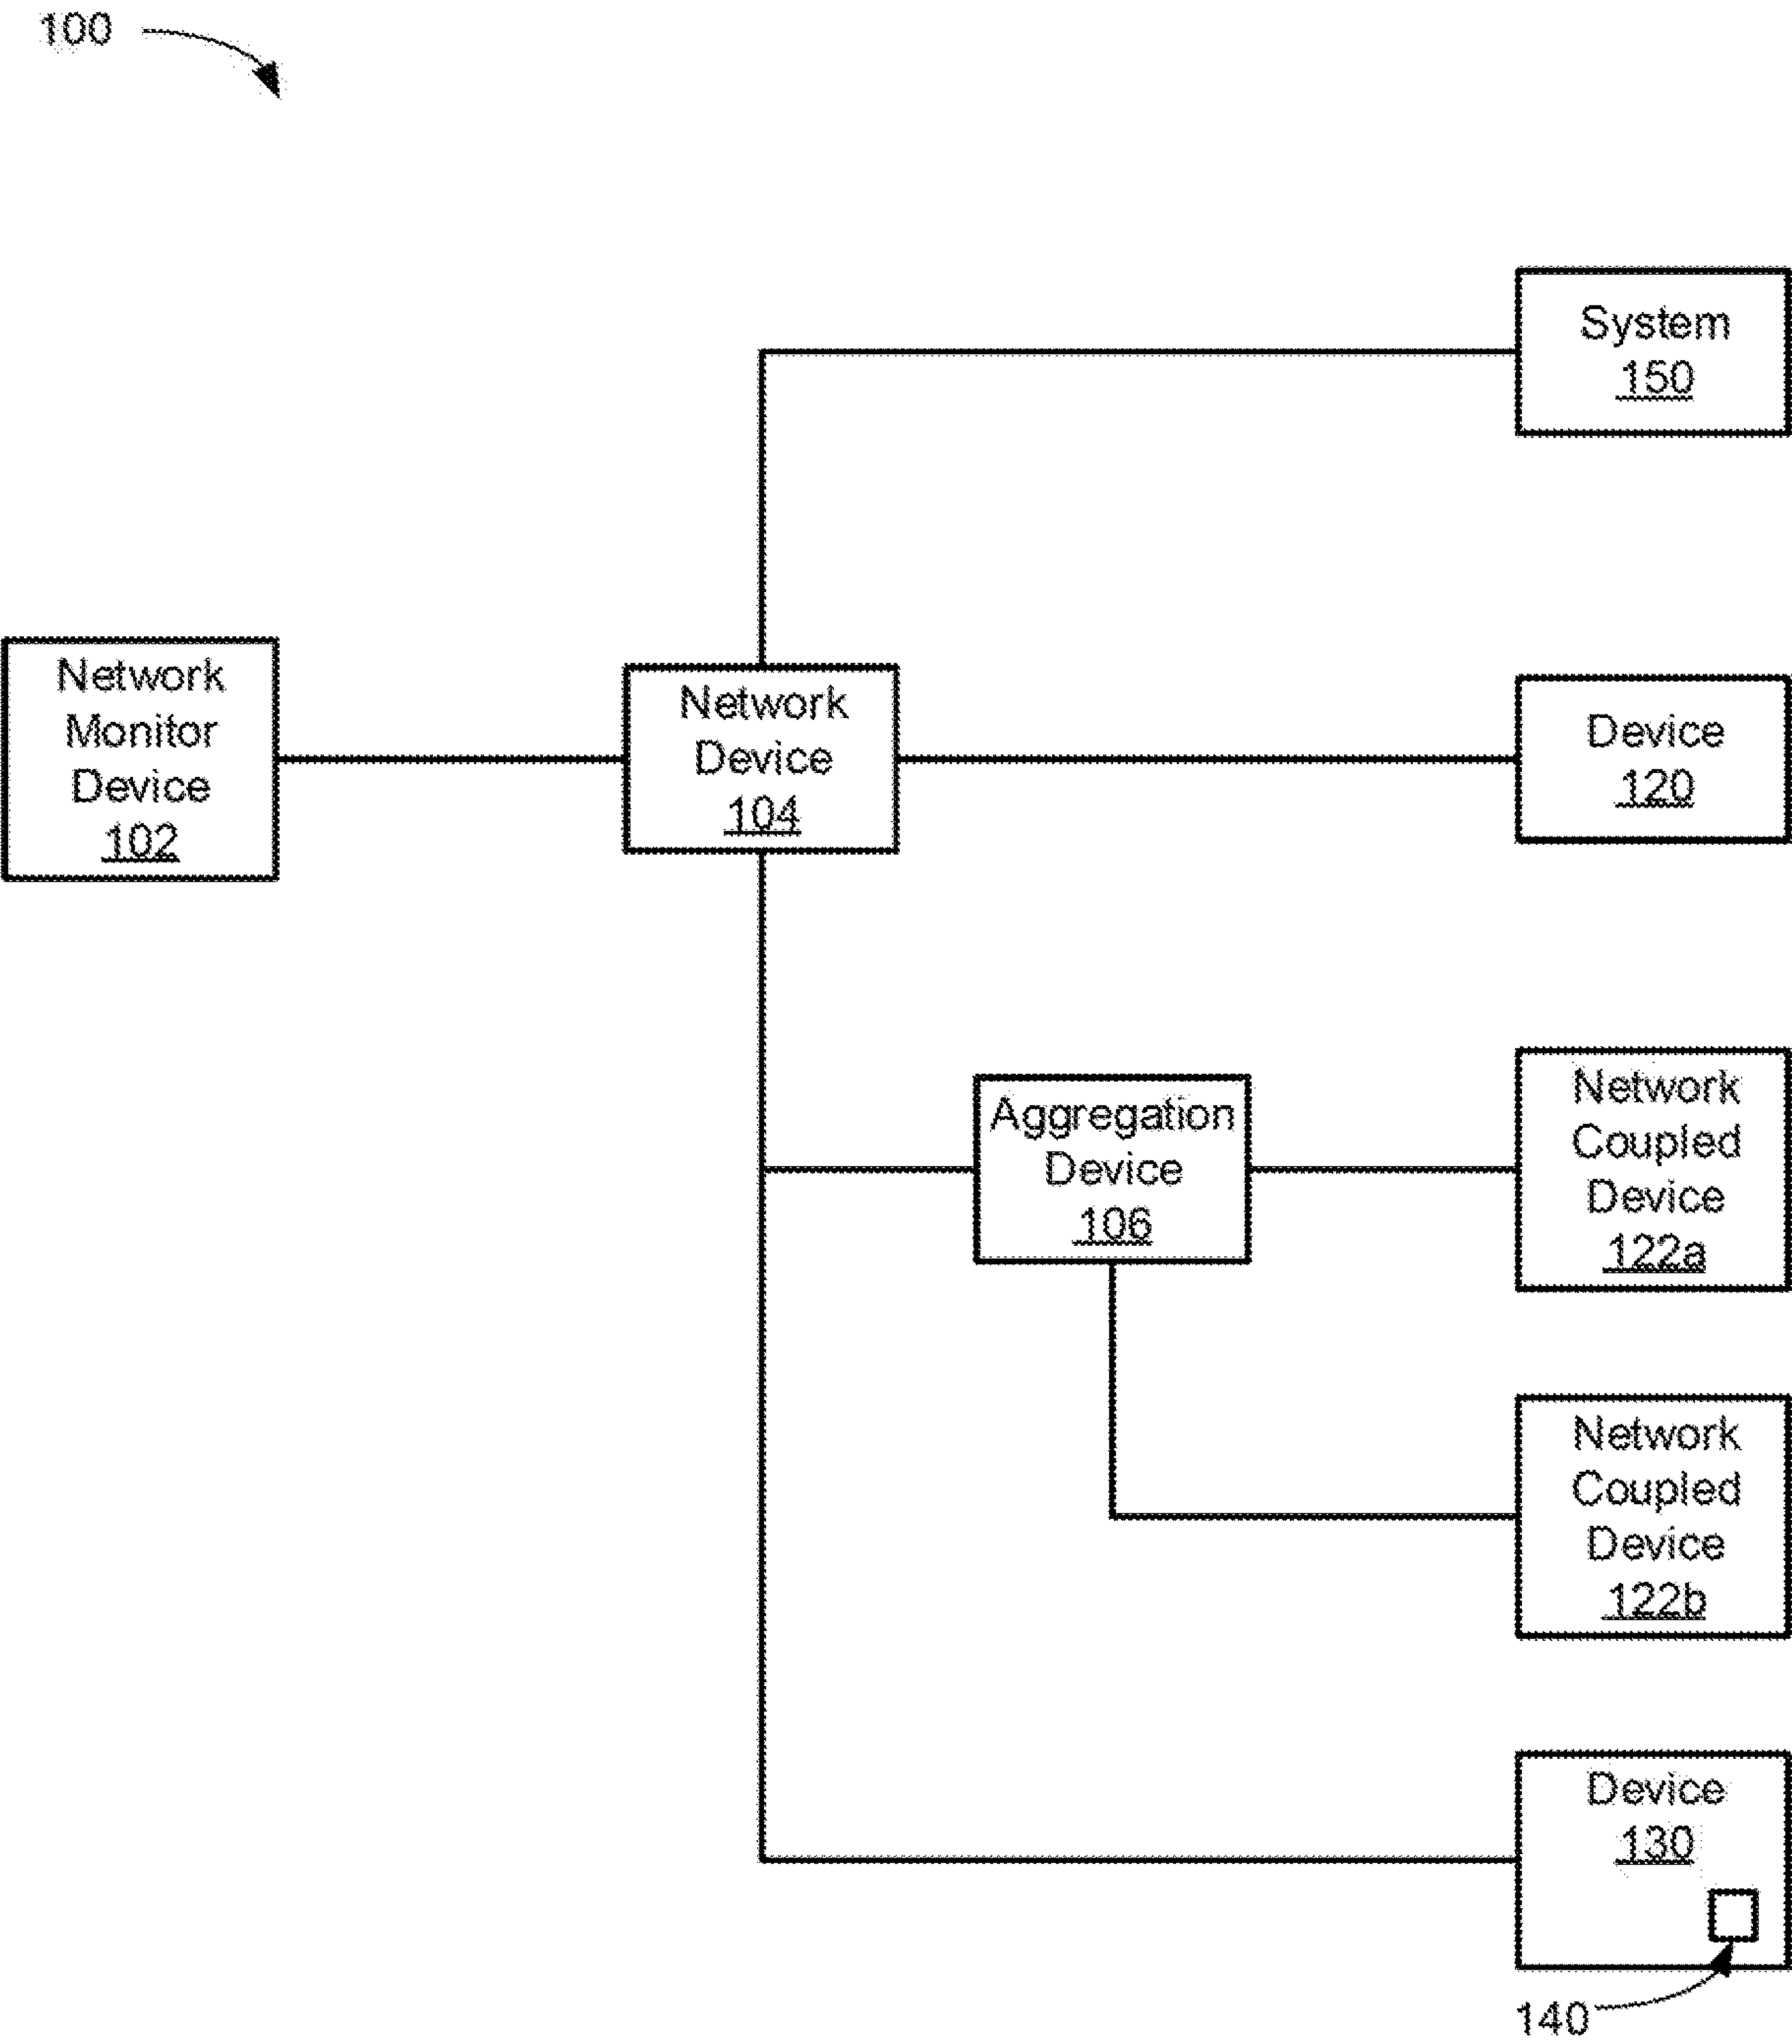 100
System
150
Network
Monitor
Device
102
Network
Device
104
Device
120
Aggregation
Device
106
Network
Coupled
Device
122a
Network
Coupled
Device
122b
Device
130
140